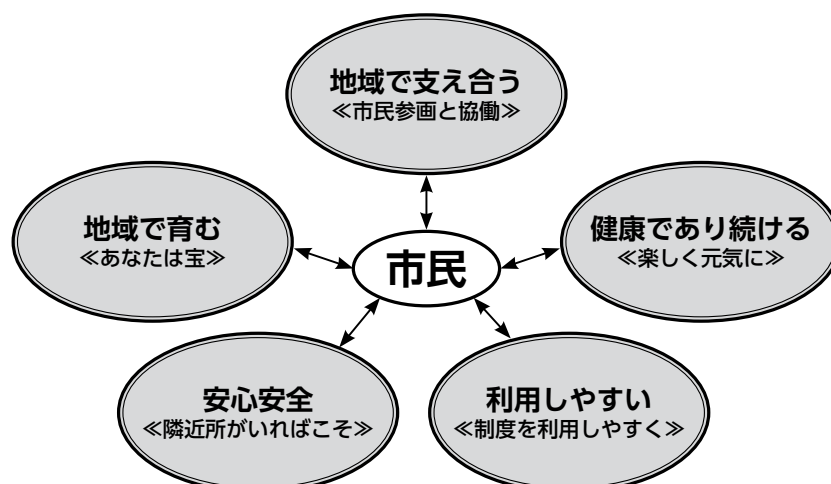 地域で支え合う
≪市民参画と協働≫
地域で育む
≪あなたは宝≫
健康であり続ける
≪楽しく元気に≫
市民
安心安全
≪隣近所がいればこそ≫
利用しやすい
≪制度を利用しやすく≫